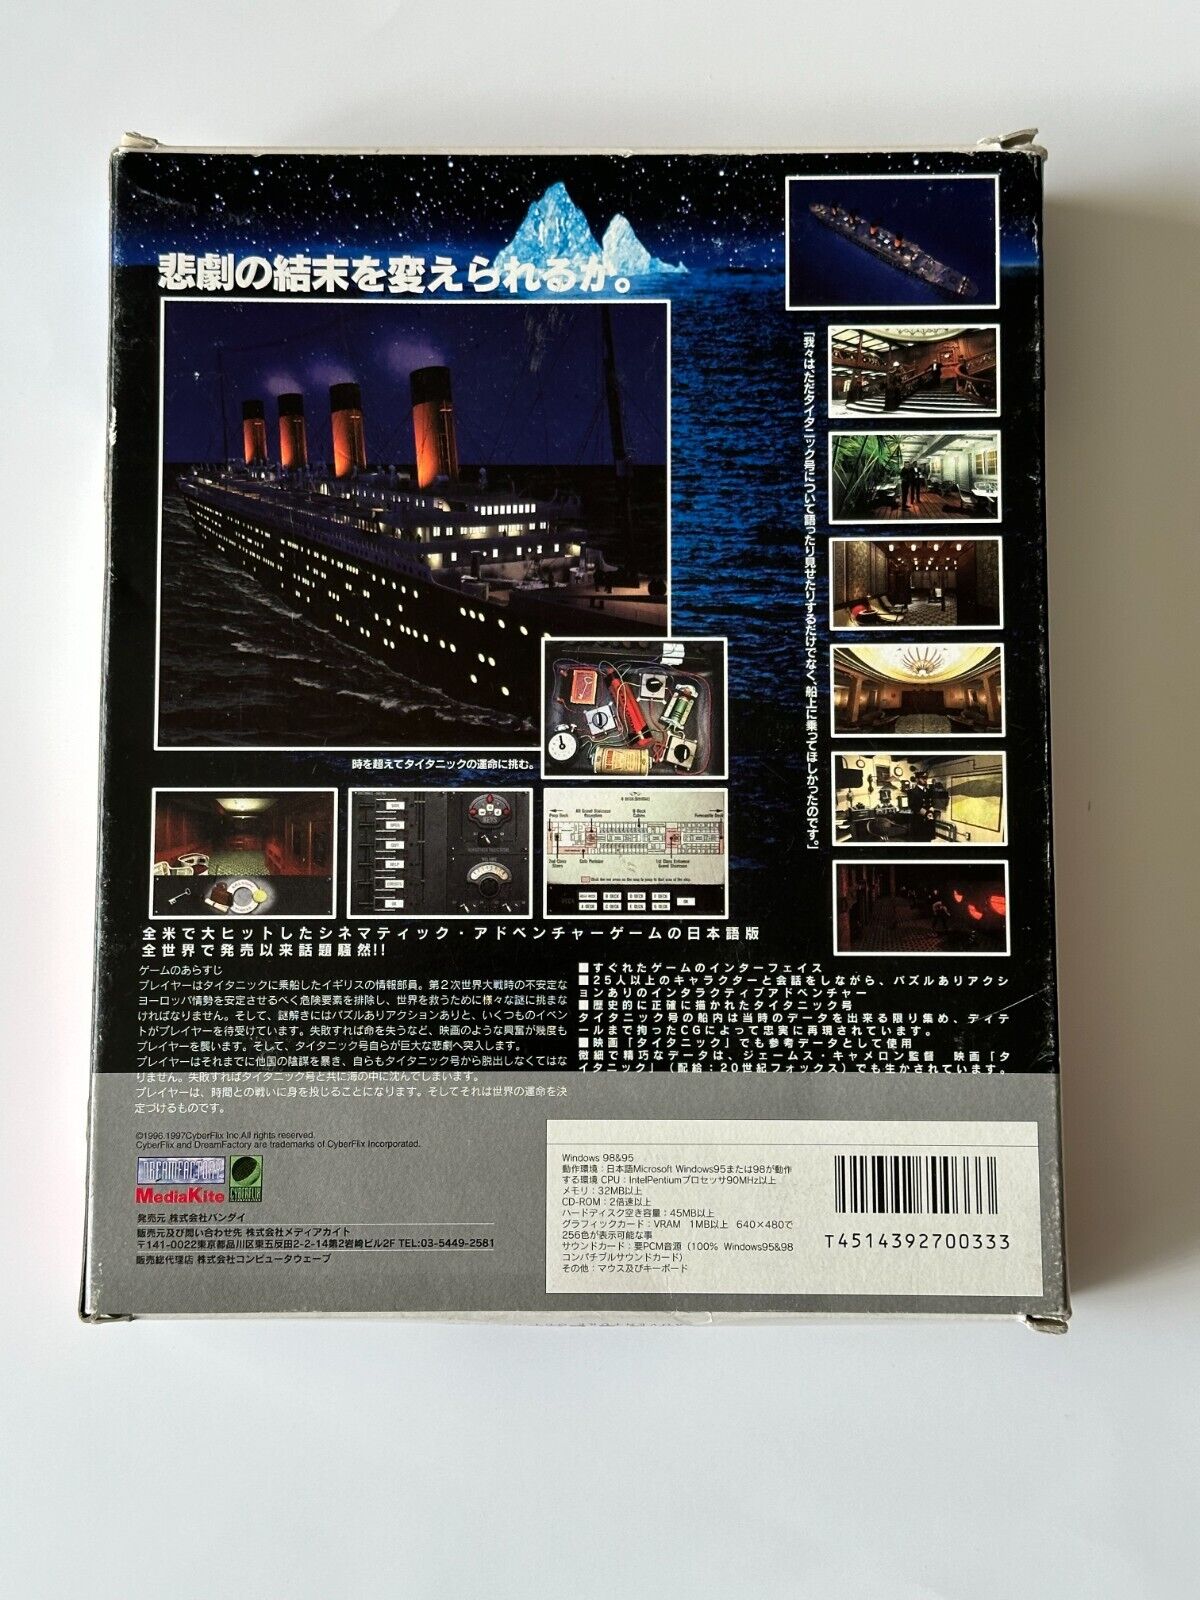 悲劇の結末を変えられるか。
「我々は、ただタイタニック号について語ったり見せたりするだけでなく、船上に乗ってほしかったのです。」
時を超えてタイタニックの運命に挑む。
全米で大ヒットしたシネマティック・アドベンチャーゲームの日本語版
全世界で発売以来話題騒然!!
ゲームのあらすじ
プレイヤーはタイタニックに乗船したイギリスの情報部員。第2次世界大戦時の不安定な
ヨーロッパ情勢を安定させるべく危険要素を排除し、世界を救うために様々な謎に挑まな
ければなりません。そして、謎解きにはパズルありアクションありと、いくつものイベン
トがプレイヤーを待受けています。失敗すれば命を失うなど、映画のような興奮が幾度も
プレイヤーを襲います。そして、タイタニック号自らが巨大な悲劇へ突入します。
プレイヤーはそれまでに他国の陰謀を暴き、自らもタイタニック号から脱出しなくてはな
りません。失敗すればタイタニック号と共に海の中に沈んでしまいます。
プレイヤーは、時間との戦いに身を投じることになります。そしてそれは世界の運命を決
定づけるものです。
■すぐれたゲームのインターフェイス
■25人以上のキャラクターと会話をしながら、パズルありアクシ
ョンありのインタラクティブアドベンチャー
■歴史的に正確に描かれたタイタニック号
タイタニック号の船内は当時のデータを出来る限り集め、ディテ
ールまで拘ったCGによって忠実に再現されています。
■映画「タイタニック」でも参考データとして使用
微細で精巧なデータは、ジェームス・キャメロン監督 映画「タ
イタニック」(配給:20世紀フォックス)でも生かされています。
©1996,1997CyberFlix Inc.All rights reserved.
CyberFlix and DreamFactory are trademarks of CyberFlix Incorporated.
DREAMFACTORY
CYBERFLIX
MediaKite
発売元 株式会社バンダイ
販売元及び問い合わせ先 株式会社メディアカイト
〒141-0022東京都品川区東五反田2-2-14第2岩崎ビル2F TEL:03-5449-2581
販売総代理店 株式会社コンピュータウェーブ
Windows 98&95
動作環境:日本語Microsoft Windows95または98が動作
する環境 CPU:IntelPentiumプロセッサ90MHz以上
メモリ:32MB以上
CD-ROM:2倍速以上
ハードディスク空き容量:45MB以上
グラフィックカード:VRAM 1MB以上 640×480で
256色が表示可能な事
サウンドカード:要PCM音源(100% Windows95&98
コンパチブルサウンドカード)
その他:マウス及びキーボード
T4514392700333